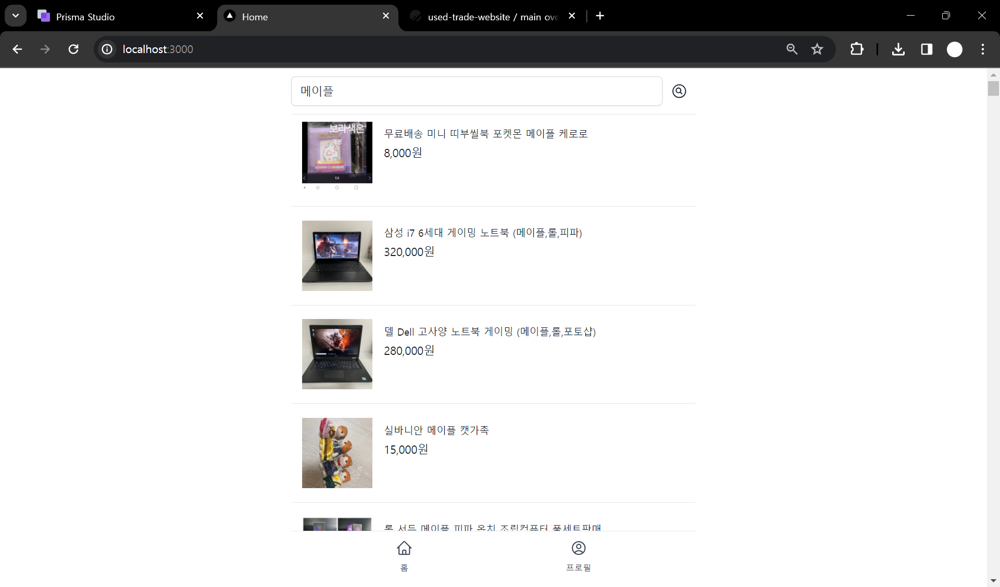 Prisma Studio
Home
used-trade-website / main ove
localhost:3000
메이플
보라색은
개봉
1/4
무료배송 미니 띠부씰북 포켓몬 메이플 케로로
8,000원
삼성 i7 6세대 게이밍 노트북 (메이플,롤,피파)
320,000원
델 Dell 고사양 노트북 게이밍 (메이플,롤,포토샵)
280,000원
실바니안 메이플 캣가족
15,000원
롤 서든 메이플 피파 옵치 조립컴퓨터 풀세트판매
홈
프로필